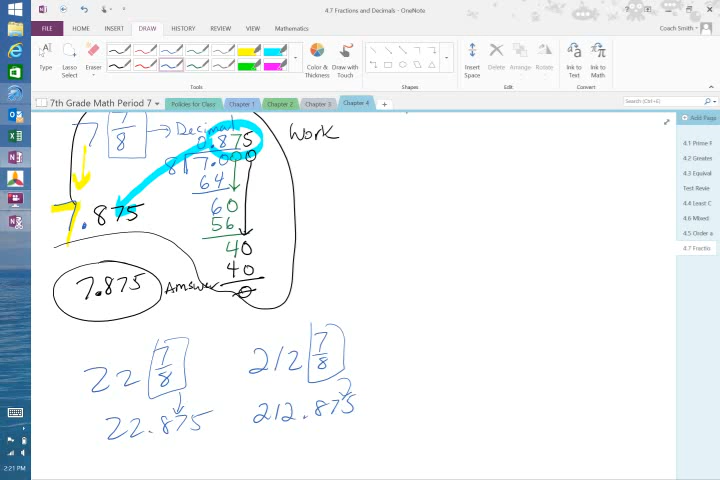 4.7 Fractions and Decimals - OneNote
Coach Smith
FILE HOME INSERT DRAW HISTORY REVIEW VIEW Mathematics
Type Lasso Select Eraser Color & Thickness Draw with Touch Insert Space Delete Arrange Rotate Ink to Text Ink to Math
Tools Shapes Edit Convert
7th Grade Math Period 7 Policies for Class Chapter 1 Chapter 2 Chapter 3 Chapter 4 + Search (Ctrl+E)
Add Page
4.1 Prime F
4.2 Greates
4.3 Equival
Test Revie
4.4 Least C
4.6 Mixed
4.5 Order a
4.7 Fractio
7 7/8 → Decimal Work
0.875
8 7.000
64
60
7.875
56
40
40
7.875 Answer 0
22 7/8 212 7/8
22.875 212.875
2:21 PM